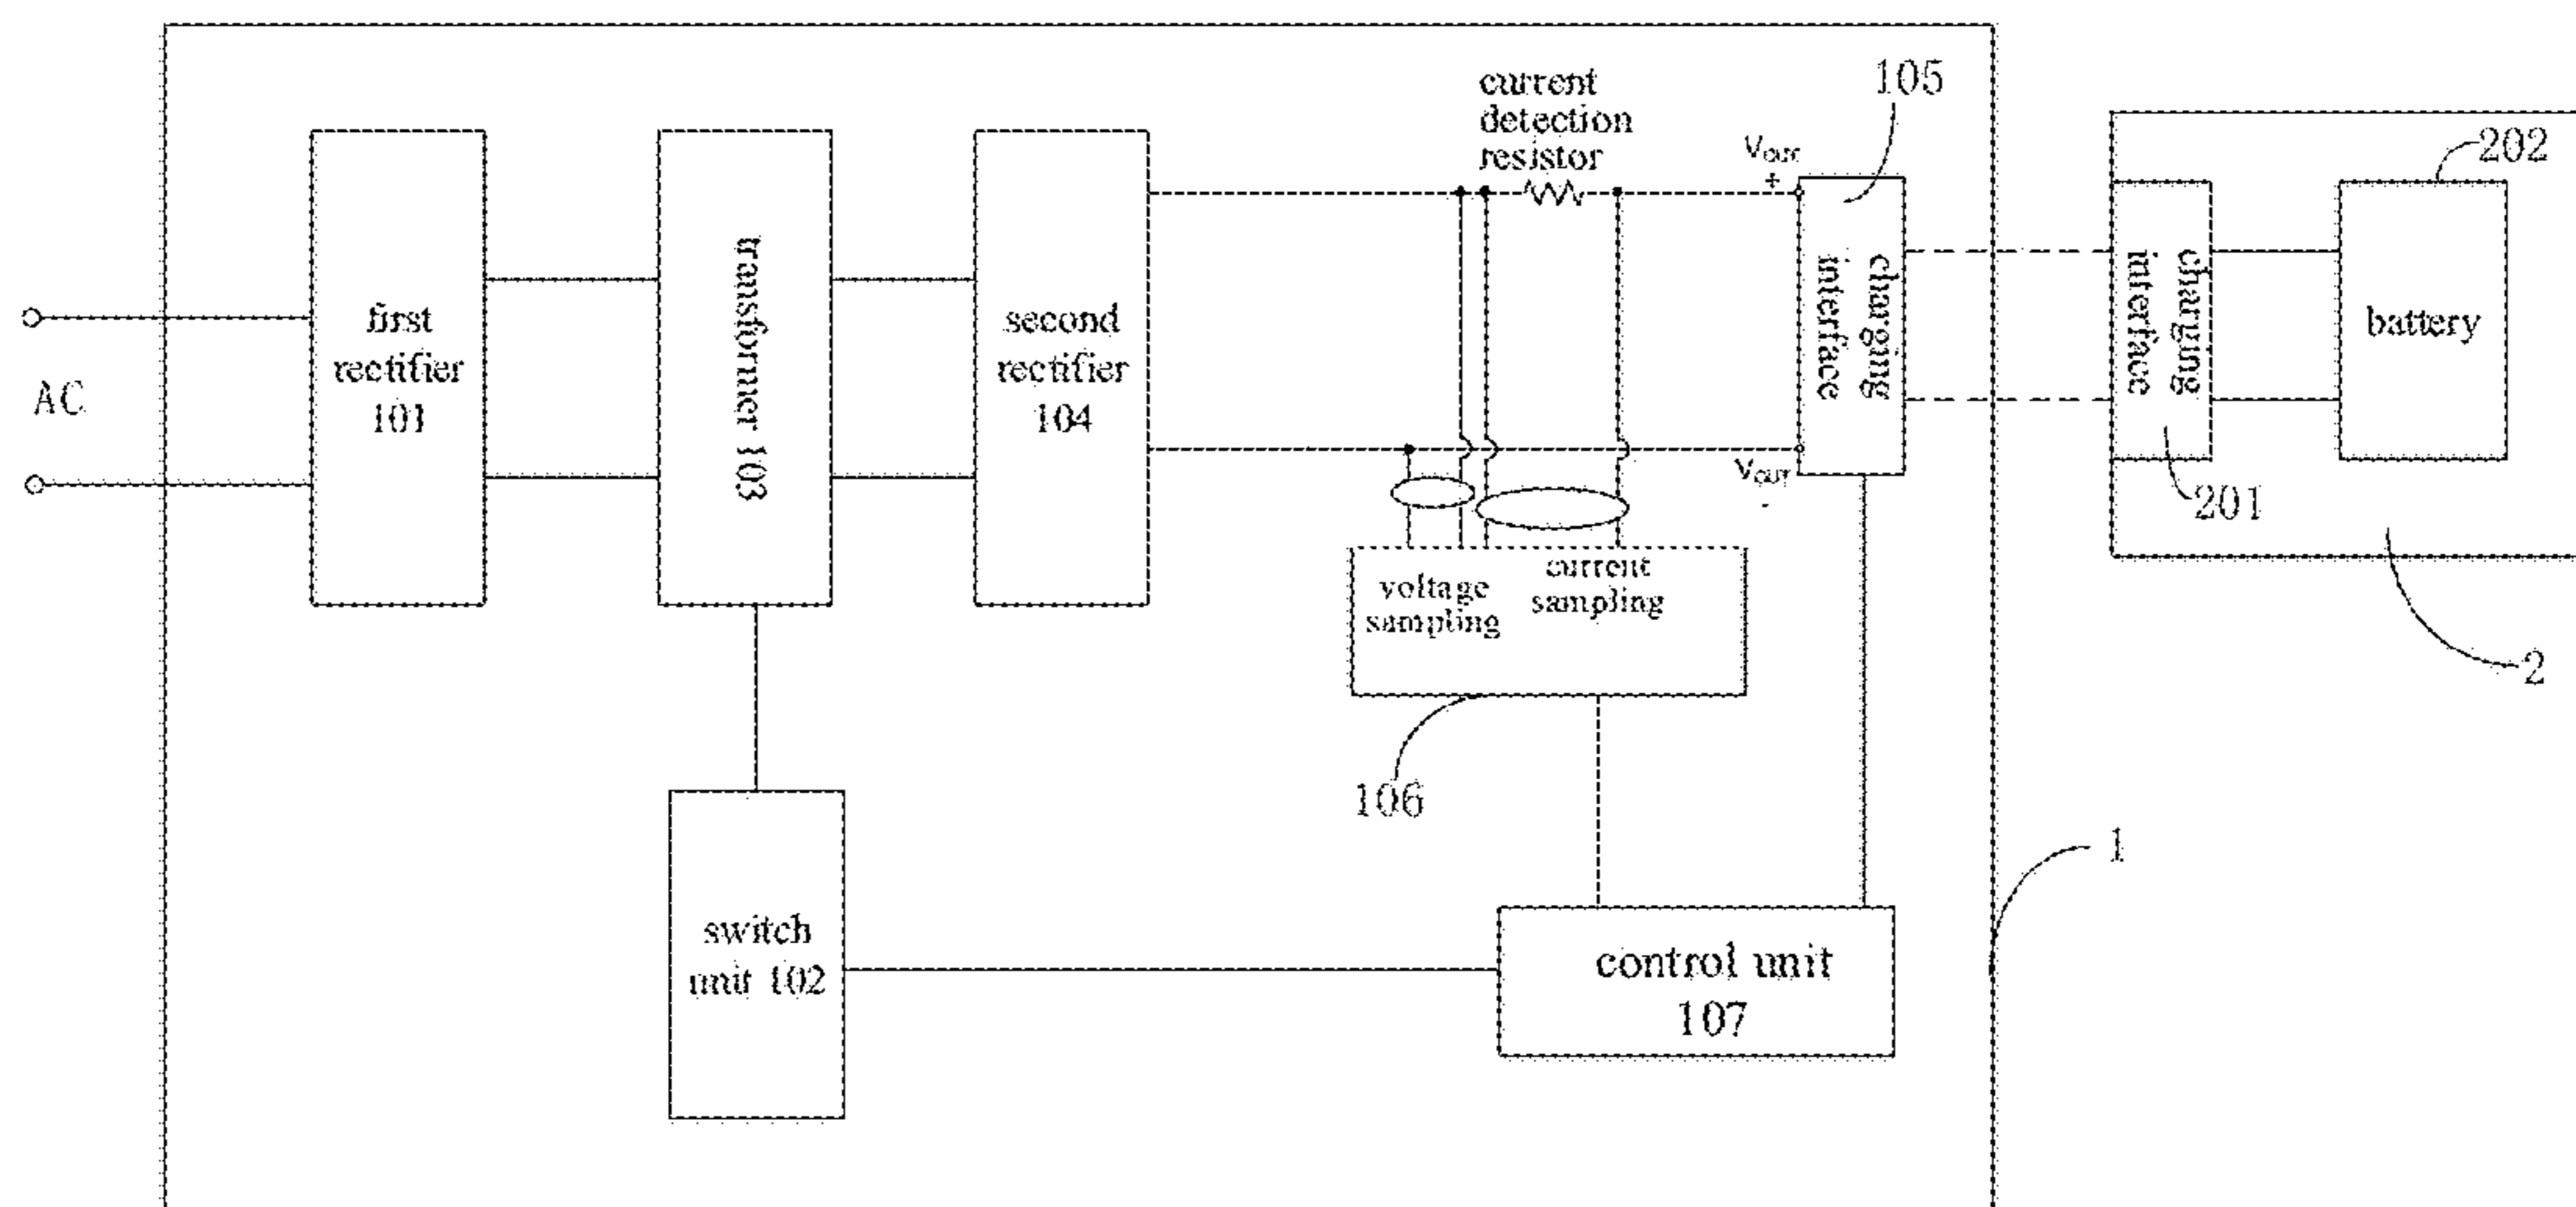 AC
first
rectifier
101
transformer 103
second
rectifier
104
current
detection
resistor
VOUT
+
105
charging
interface
VOUT
-
voltage
sampling
current
sampling
106
switch
unit 102
control unit
107
1
charging
interface
201
202
battery
2